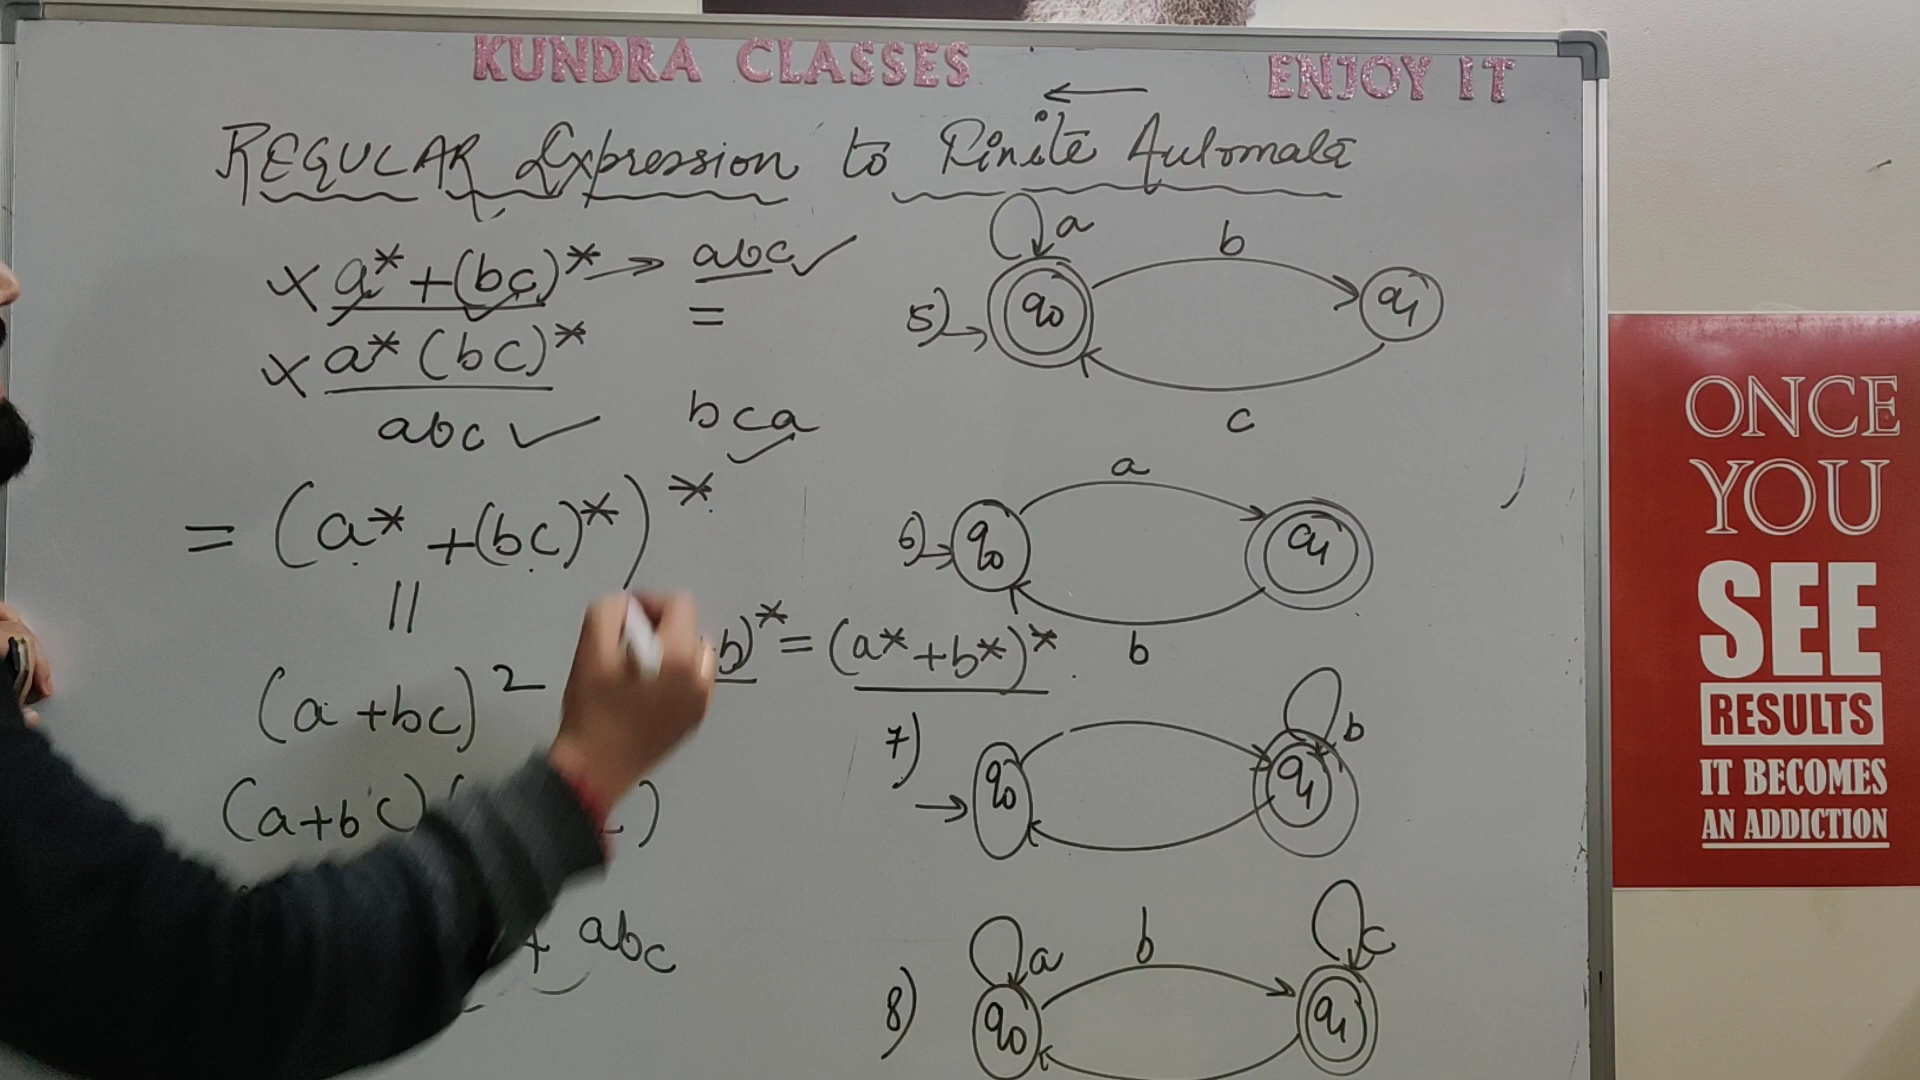 KUNDRA CLASSES ENJOY IT
REGULAR Expression to Finite Automata
× a* + (bc)* → abc ✓
=
× a* (bc)*
abc ✓ bca
= (a* + (bc)*)*
||
b)* = (a* + b*)*
(a + bc)2
(a+bc)( )
+ abc
5) → q0 a b q1 c
6) → q0 a q1 b
7) → q0 q1 b
8) q0 a b q1 c
ONCE
YOU
SEE
RESULTS
IT BECOMES
AN ADDICTION